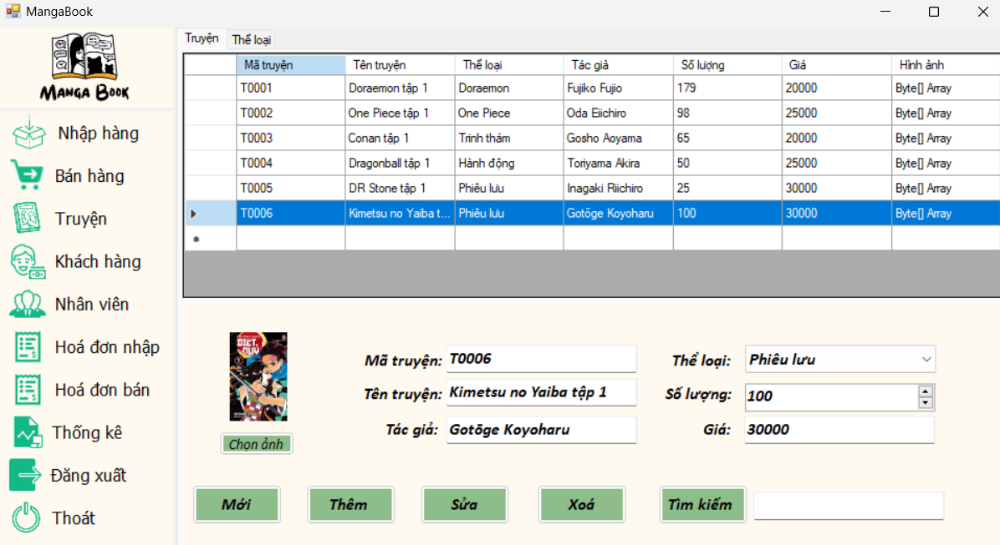 MangaBook
MANGA BOOK
Nhập hàng
Bán hàng
Truyện
Khách hàng
Nhân viên
Hoá đơn nhập
Hoá đơn bán
Thống kê
Đăng xuất
Thoát
Truyện Thể loại
Mã truyện Tên truyện Thể loại Tác giả Số lượng Giá Hình ảnh
T0001 Doraemon tập 1 Doraemon Fujiko Fujio 179 20000 Byte[] Array
T0002 One Piece tập 1 One Piece Oda Eiichiro 98 25000 Byte[] Array
T0003 Conan tập 1 Trinh thám Gosho Aoyama 65 20000 Byte[] Array
T0004 Dragonball tập 1 Hành động Toriyama Akira 50 25000 Byte[] Array
T0005 DR Stone tập 1 Phiêu lưu Inagaki Riichiro 25 30000 Byte[] Array
T0006 Kimetsu no Yaiba t... Phiêu lưu Gotōge Koyoharu 100 30000 Byte[] Array
DIỆT QUỶ
Mã truyện: T0006 Thể loại: Phiêu lưu
Tên truyện: Kimetsu no Yaiba tập 1 Số lượng: 100
Tác giả: Gotōge Koyoharu Giá: 30000
Chọn ảnh
Mới Thêm Sửa Xoá Tìm kiếm